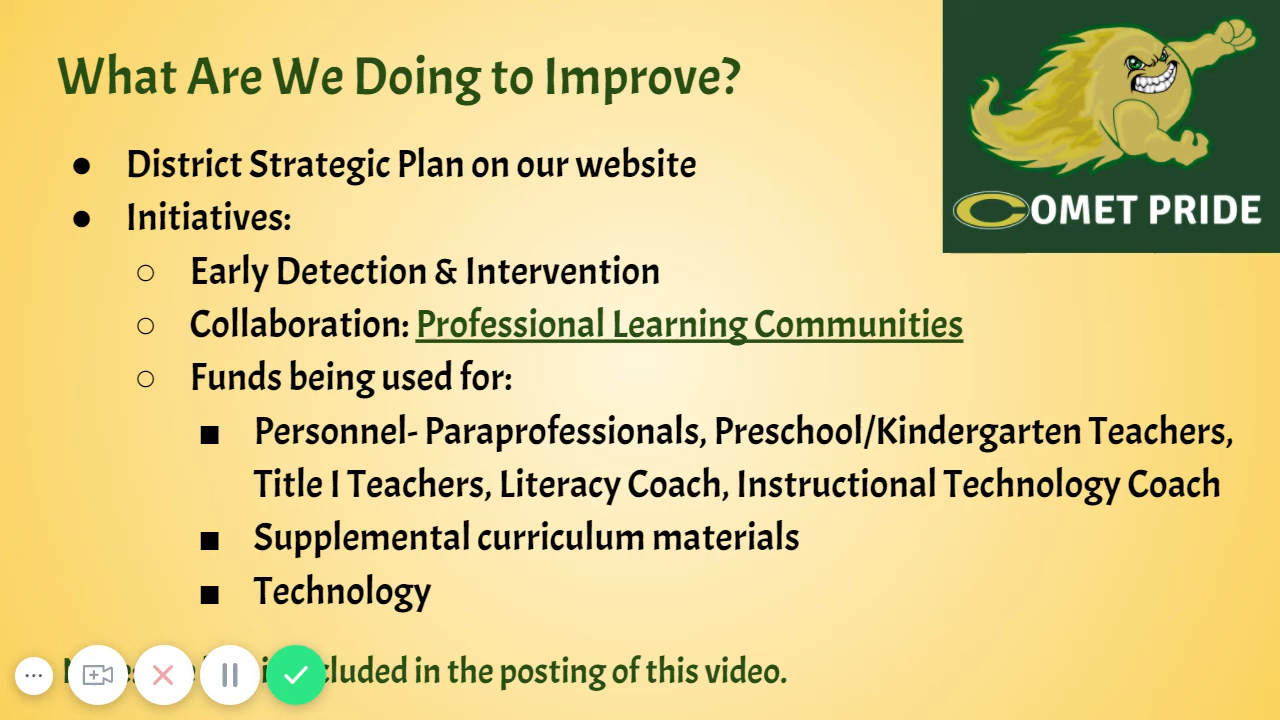 What Are We Doing to Improve?
COMET PRIDE
● District Strategic Plan on our website
● Initiatives:
○ Early Detection & Intervention
○ Collaboration: Professional Learning Communities
○ Funds being used for:
■ Personnel- Paraprofessionals, Preschool/Kindergarten Teachers,
Title I Teachers, Literacy Coach, Instructional Technology Coach
■ Supplemental curriculum materials
■ Technology
in the posting of this video.